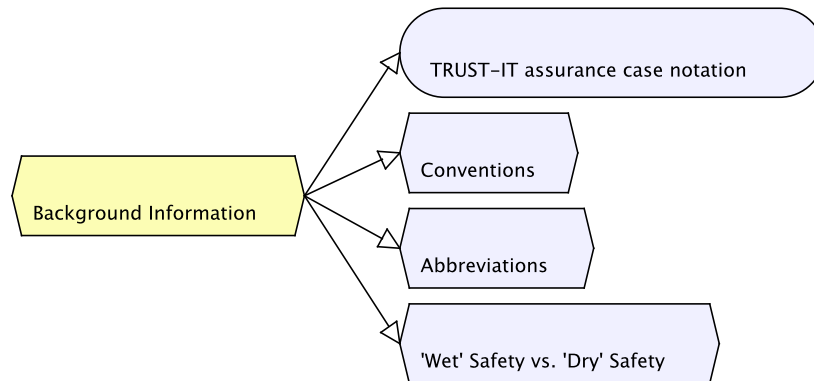 TRUST-IT assurance case notation
Conventions
Background Information
Abbreviations
'Wet' Safety vs. 'Dry' Safety